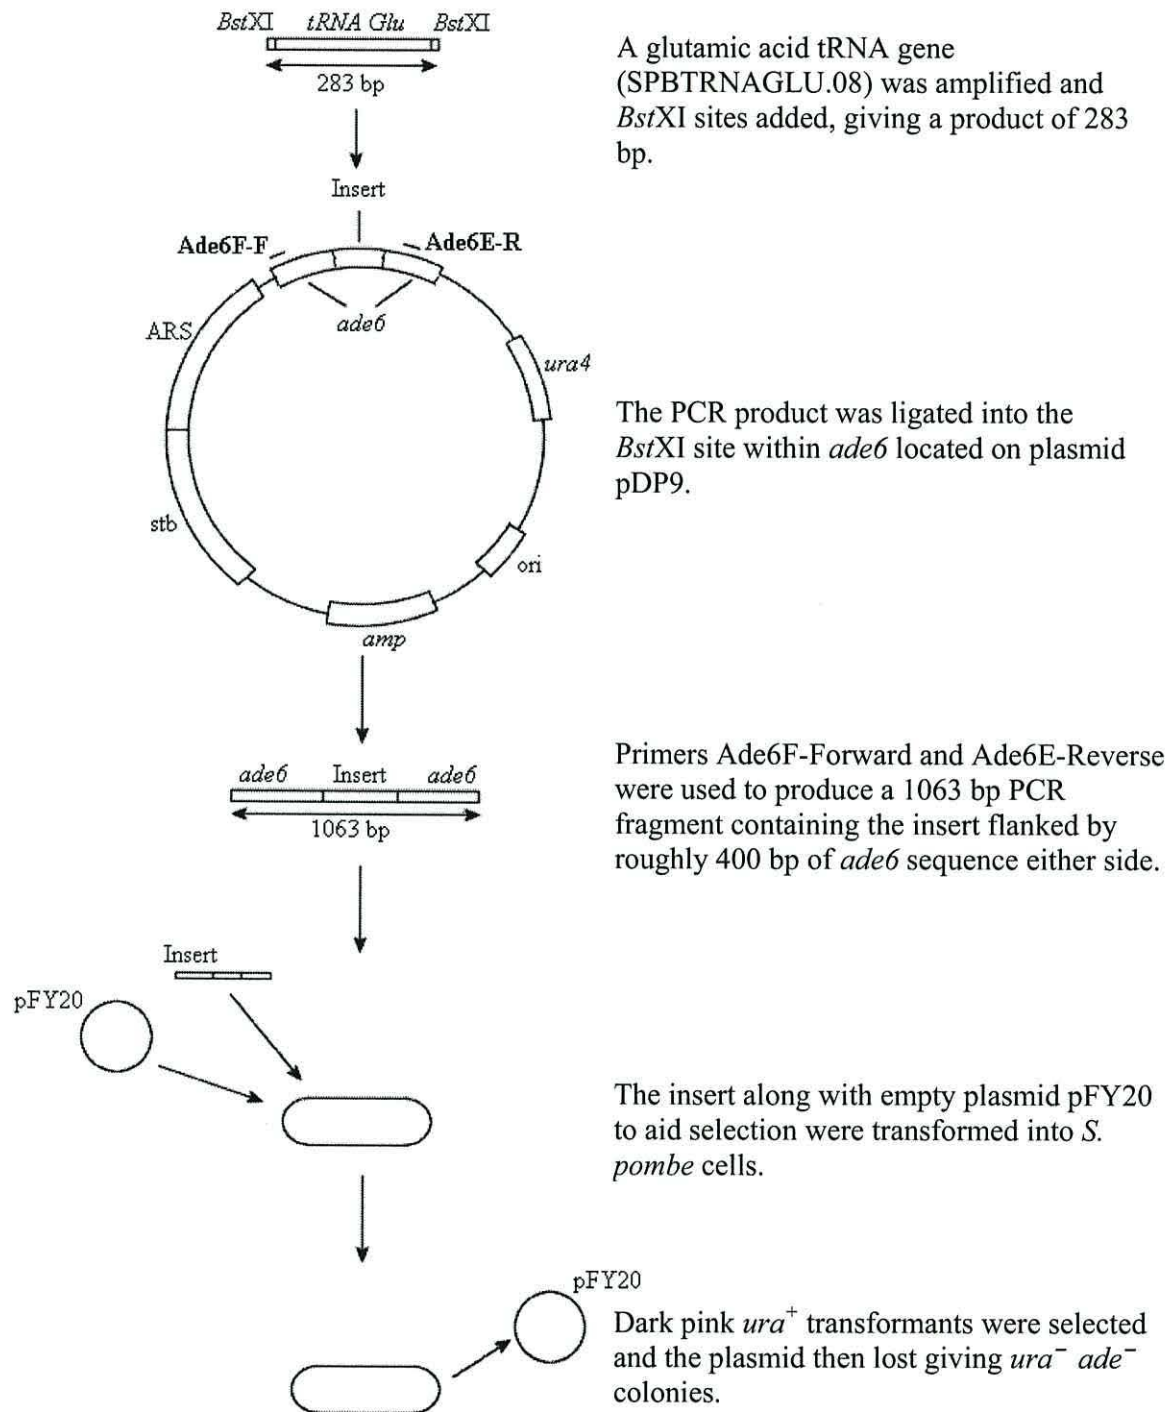 BstXI tRNA Glu BstXI
283 bp
A glutamic acid tRNA gene
(SPBTRNAGLU.08) was amplified and
BstXI sites added, giving a product of 283
bp.
Insert
Ade6F-F
Ade6E-R
ade6
ARS
ura4
stb
ori
amp
The PCR product was ligated into the
BstXI site within ade6 located on plasmid
pDP9.
ade6 Insert ade6
1063 bp
Primers Ade6F-Forward and Ade6E-Reverse
were used to produce a 1063 bp PCR
fragment containing the insert flanked by
roughly 400 bp of ade6 sequence either side.
Insert
pFY20
The insert along with empty plasmid pFY20
to aid selection were transformed into S.
pombe cells.
pFY20
Dark pink ura⁺ transformants were selected
and the plasmid then lost giving ura⁻ ade⁻
colonies.